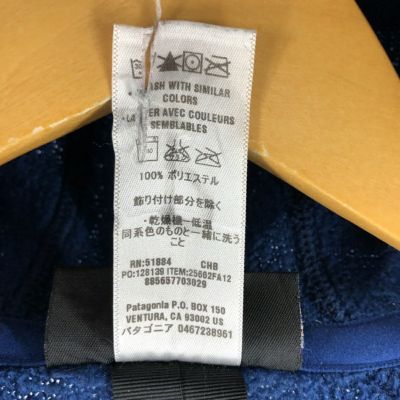 WASH WITH SIMILAR
COLORS
AVEC COULEURS
SEMBLABLES
100% ポリエステル
飾り付け部分を除く
・乾燥機-低温
同系色のものと一緒に洗う
こと
RN:51884 CHB
PO:128139 ITEM:25662FA12
885657703029
Patagonia P.O. BOX 150
VENTURA, CA 93002 US
パタゴニア 0467238961